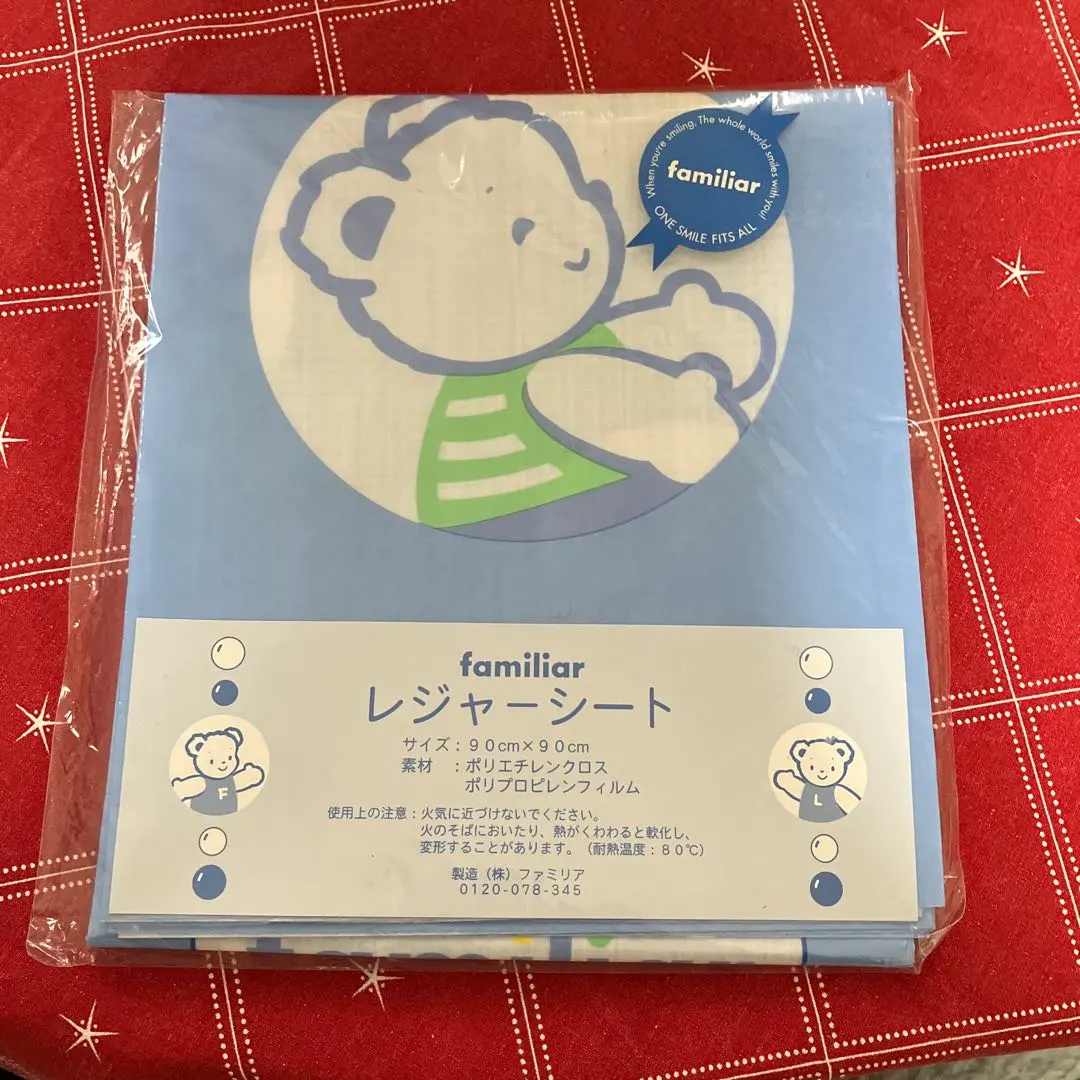 When you're smiling, The whole world smiles with you!
familiar
ONE SMILE FITS ALL
familiar
レジャーシート
サイズ：９０cm×９０cm
素材　：ポリエチレンクロス
ポリプロピレンフィルム
使用上の注意：火気に近づけないでください。
火のそばにおいたり、熱がくわわると軟化し、
変形することがあります。（耐熱温度：８０℃）
製造（株）ファミリア
0120-078-345
F
L